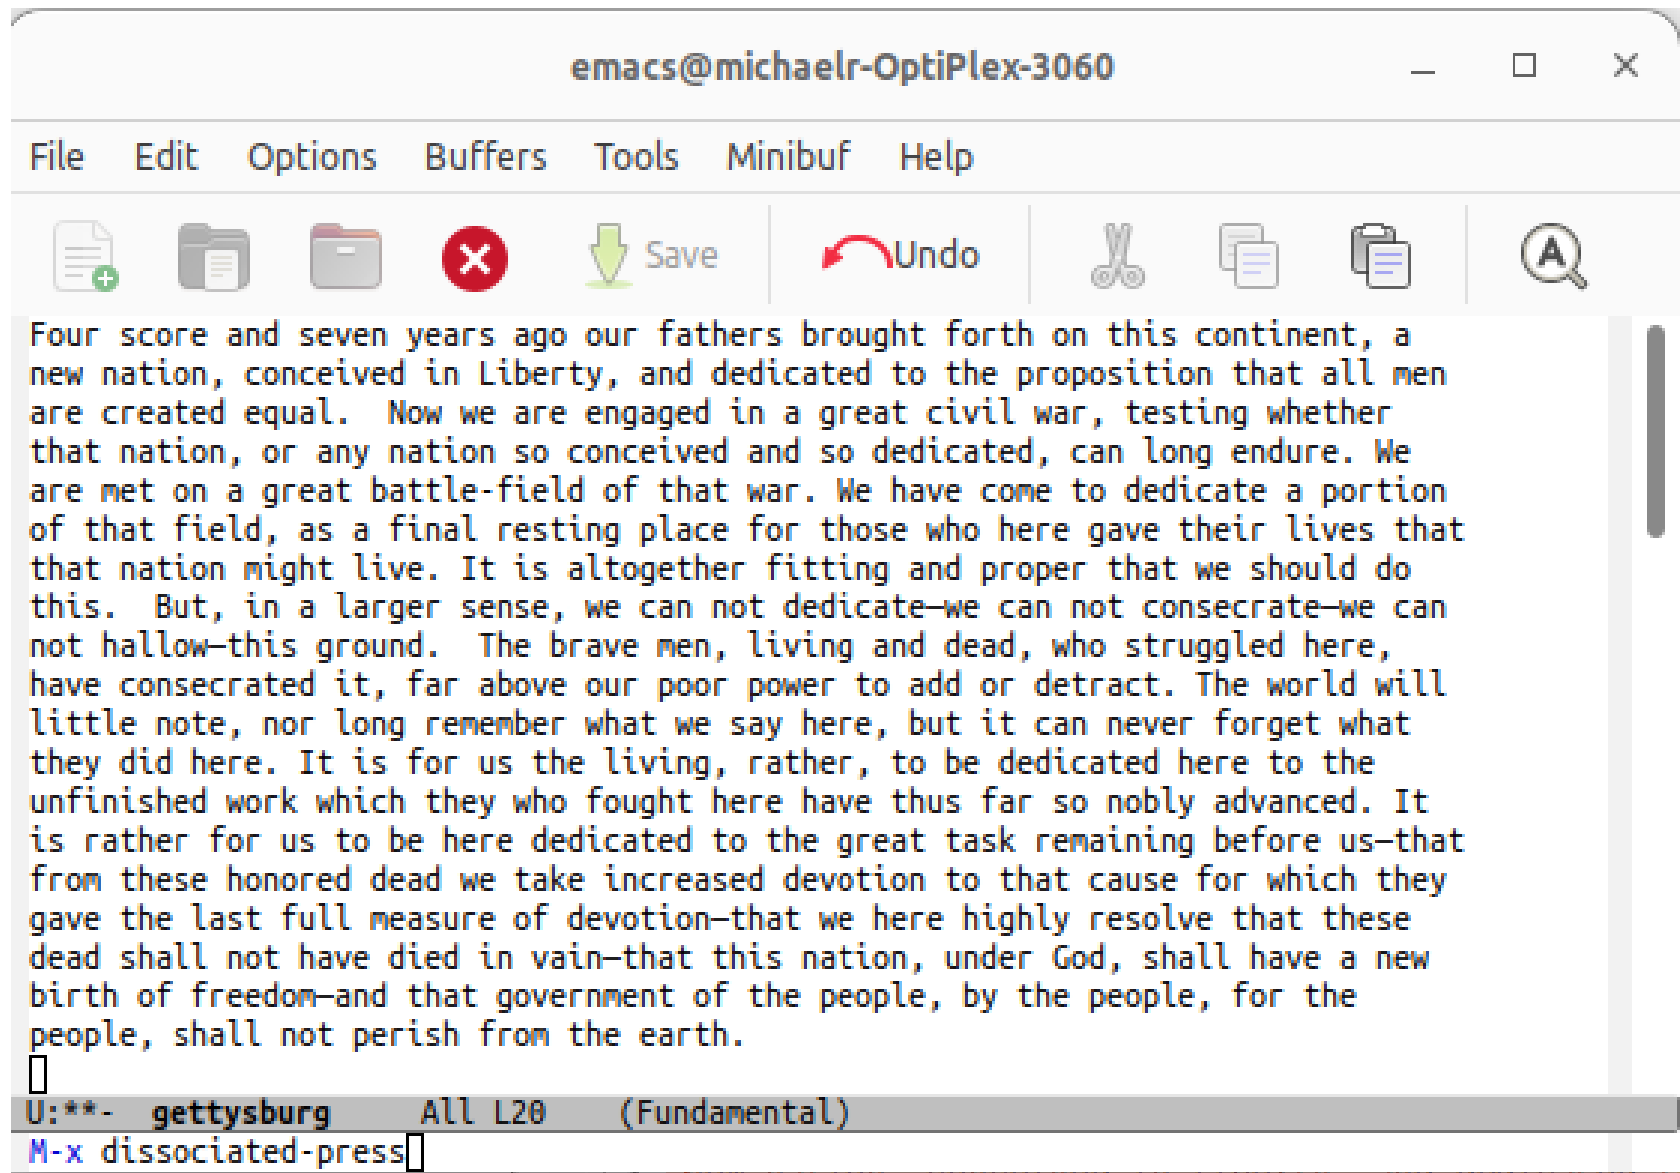 emacs@michaelr-OptiPlex-3060
File Edit Options Buffers Tools Minibuf Help
Save Undo
Four score and seven years ago our fathers brought forth on this continent, a
new nation, conceived in Liberty, and dedicated to the proposition that all men
are created equal.  Now we are engaged in a great civil war, testing whether
that nation, or any nation so conceived and so dedicated, can long endure. We
are met on a great battle-field of that war. We have come to dedicate a portion
of that field, as a final resting place for those who here gave their lives that
that nation might live. It is altogether fitting and proper that we should do
this.  But, in a larger sense, we can not dedicate—we can not consecrate—we can
not hallow—this ground.  The brave men, living and dead, who struggled here,
have consecrated it, far above our poor power to add or detract. The world will
little note, nor long remember what we say here, but it can never forget what
they did here. It is for us the living, rather, to be dedicated here to the
unfinished work which they who fought here have thus far so nobly advanced. It
is rather for us to be here dedicated to the great task remaining before us—that
from these honored dead we take increased devotion to that cause for which they
gave the last full measure of devotion—that we here highly resolve that these
dead shall not have died in vain—that this nation, under God, shall have a new
birth of freedom—and that government of the people, by the people, for the
people, shall not perish from the earth.
U:**-  gettysburg     All L20    (Fundamental)
M-x dissociated-press